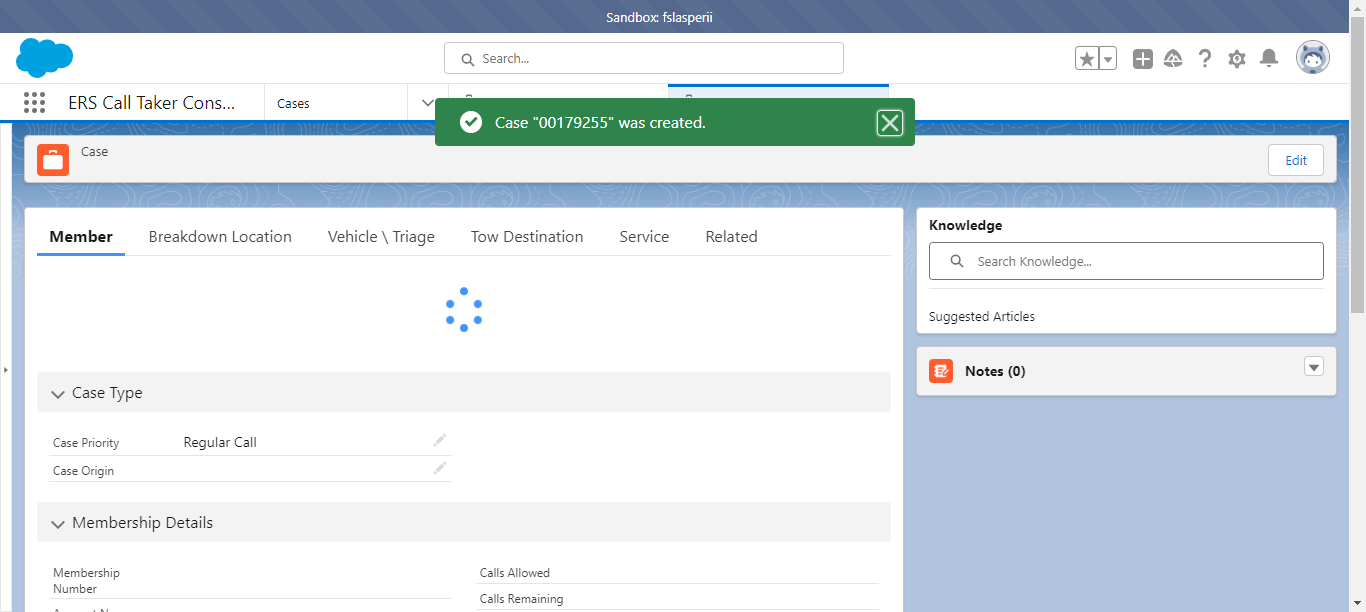 Sandbox: fslasperii
Search...
ERS Call Taker Cons...
Cases
Case "00179255" was created.
Case
Edit
Member
Breakdown Location
Vehicle \ Triage
Tow Destination
Service
Related
Knowledge
Search Knowledge...
Suggested Articles
Notes (0)
Case Type
Case Priority
Regular Call
Case Origin
Membership Details
Membership
Number
Calls Allowed
Calls Remaining